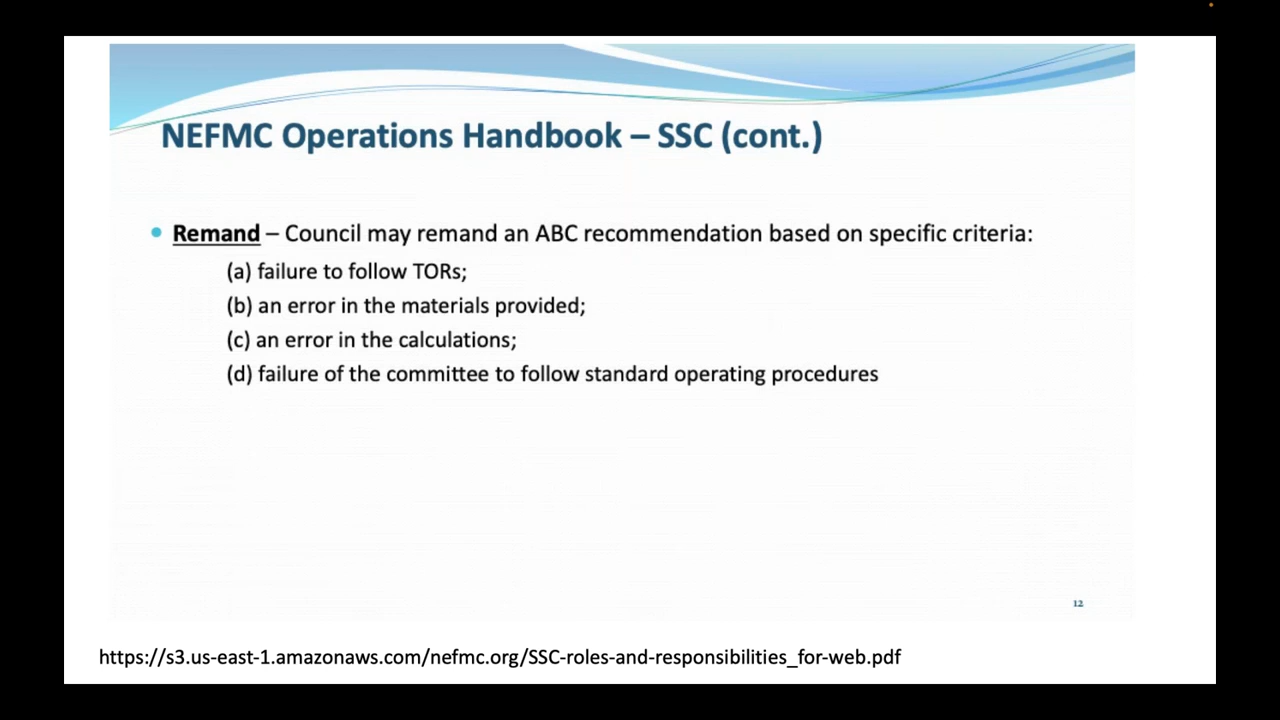 NEFMC Operations Handbook – SSC (cont.)
• Remand – Council may remand an ABC recommendation based on specific criteria:
(a) failure to follow TORs;
(b) an error in the materials provided;
(c) an error in the calculations;
(d) failure of the committee to follow standard operating procedures
12
https://s3.us-east-1.amazonaws.com/nefmc.org/SSC-roles-and-responsibilities_for-web.pdf